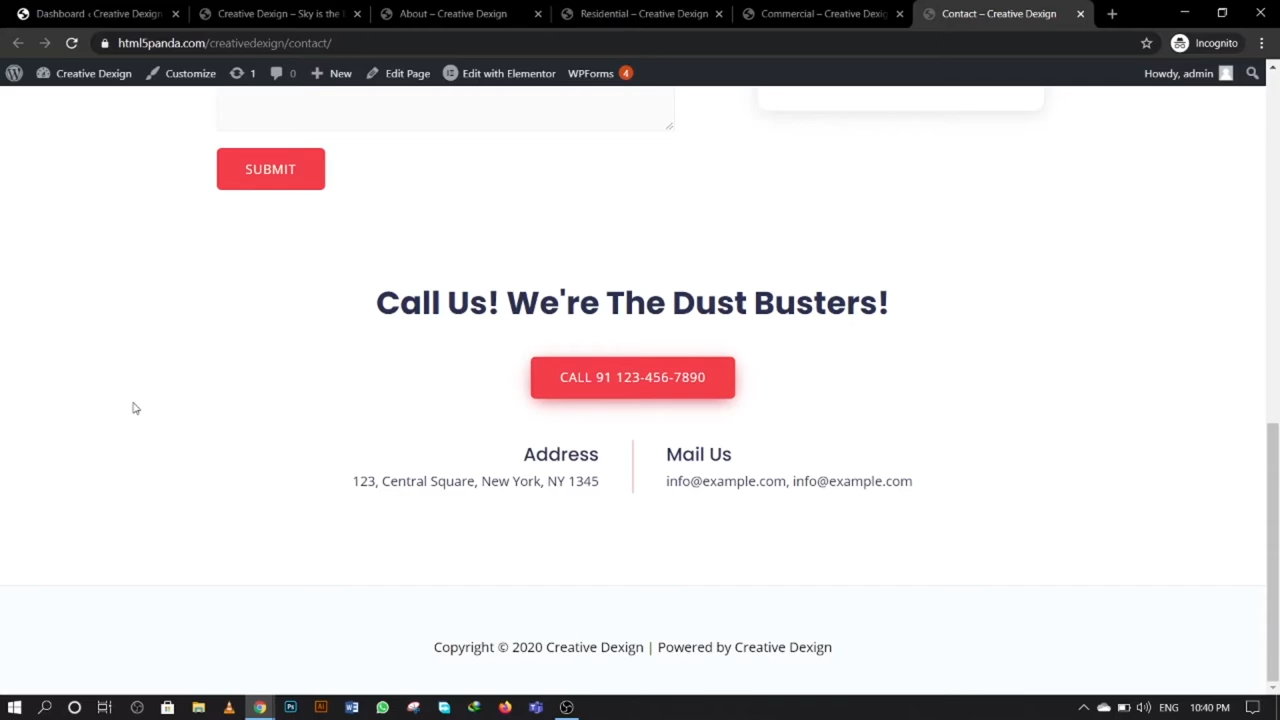 Dashboard ‹ Creative Dexign
Creative Dexign – Sky is the l
About – Creative Dexign
Residential – Creative Dexign
Commercial – Creative Dexig
Contact – Creative Dexign
html5panda.com/creativedexign/contact/
Incognito
Creative Dexign
Customize
1
0
New
Edit Page
Edit with Elementor
WPForms 4
Howdy, admin
SUBMIT
Call Us! We're The Dust Busters!
CALL 91 123-456-7890
Address
123, Central Square, New York, NY 1345
Mail Us
info@example.com, info@example.com
Copyright © 2020 Creative Dexign | Powered by Creative Dexign
ENG
10:40 PM